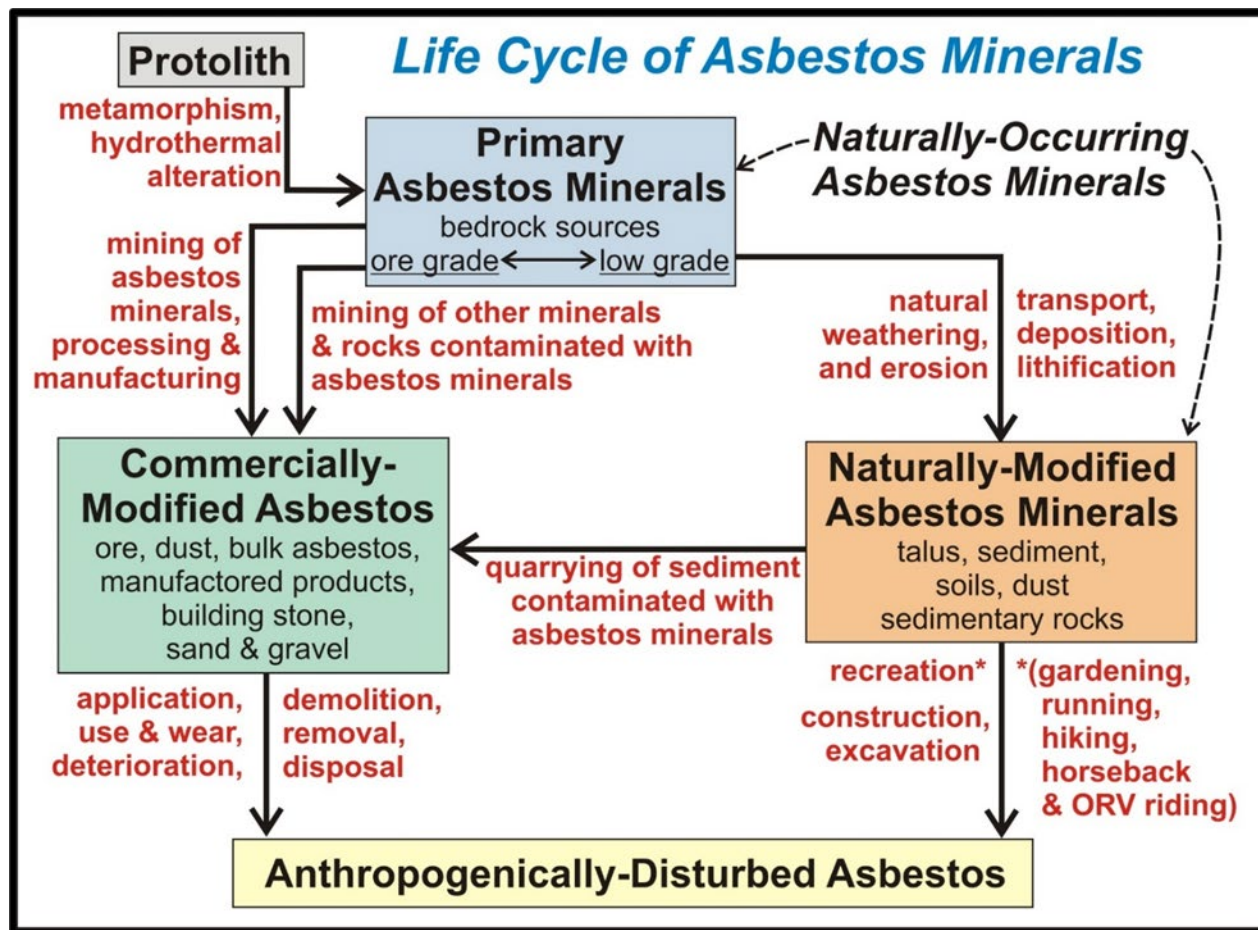 Protolith
Life Cycle of Asbestos Minerals
metamorphism,
hydrothermal
alteration
Primary
Asbestos Minerals
bedrock sources
ore grade
low grade
Naturally-Occurring
Asbestos Minerals
mining of
asbestos
minerals,
processing &
manufacturing
mining of other minerals
& rocks contaminated with
asbestos minerals
natural
weathering,
and erosion
transport,
deposition,
lithification
Commercially-
Modified Asbestos
ore, dust, bulk asbestos,
manufactored products,
building stone,
sand & gravel
quarrying of sediment
contaminated with
asbestos minerals
Naturally-Modified
Asbestos Minerals
talus, sediment,
soils, dust
sedimentary rocks
application,
use & wear,
deterioration,
demolition,
removal,
disposal
recreation*
construction,
excavation
*(gardening,
running,
hiking,
horseback
& ORV riding)
Anthropogenically-Disturbed Asbestos